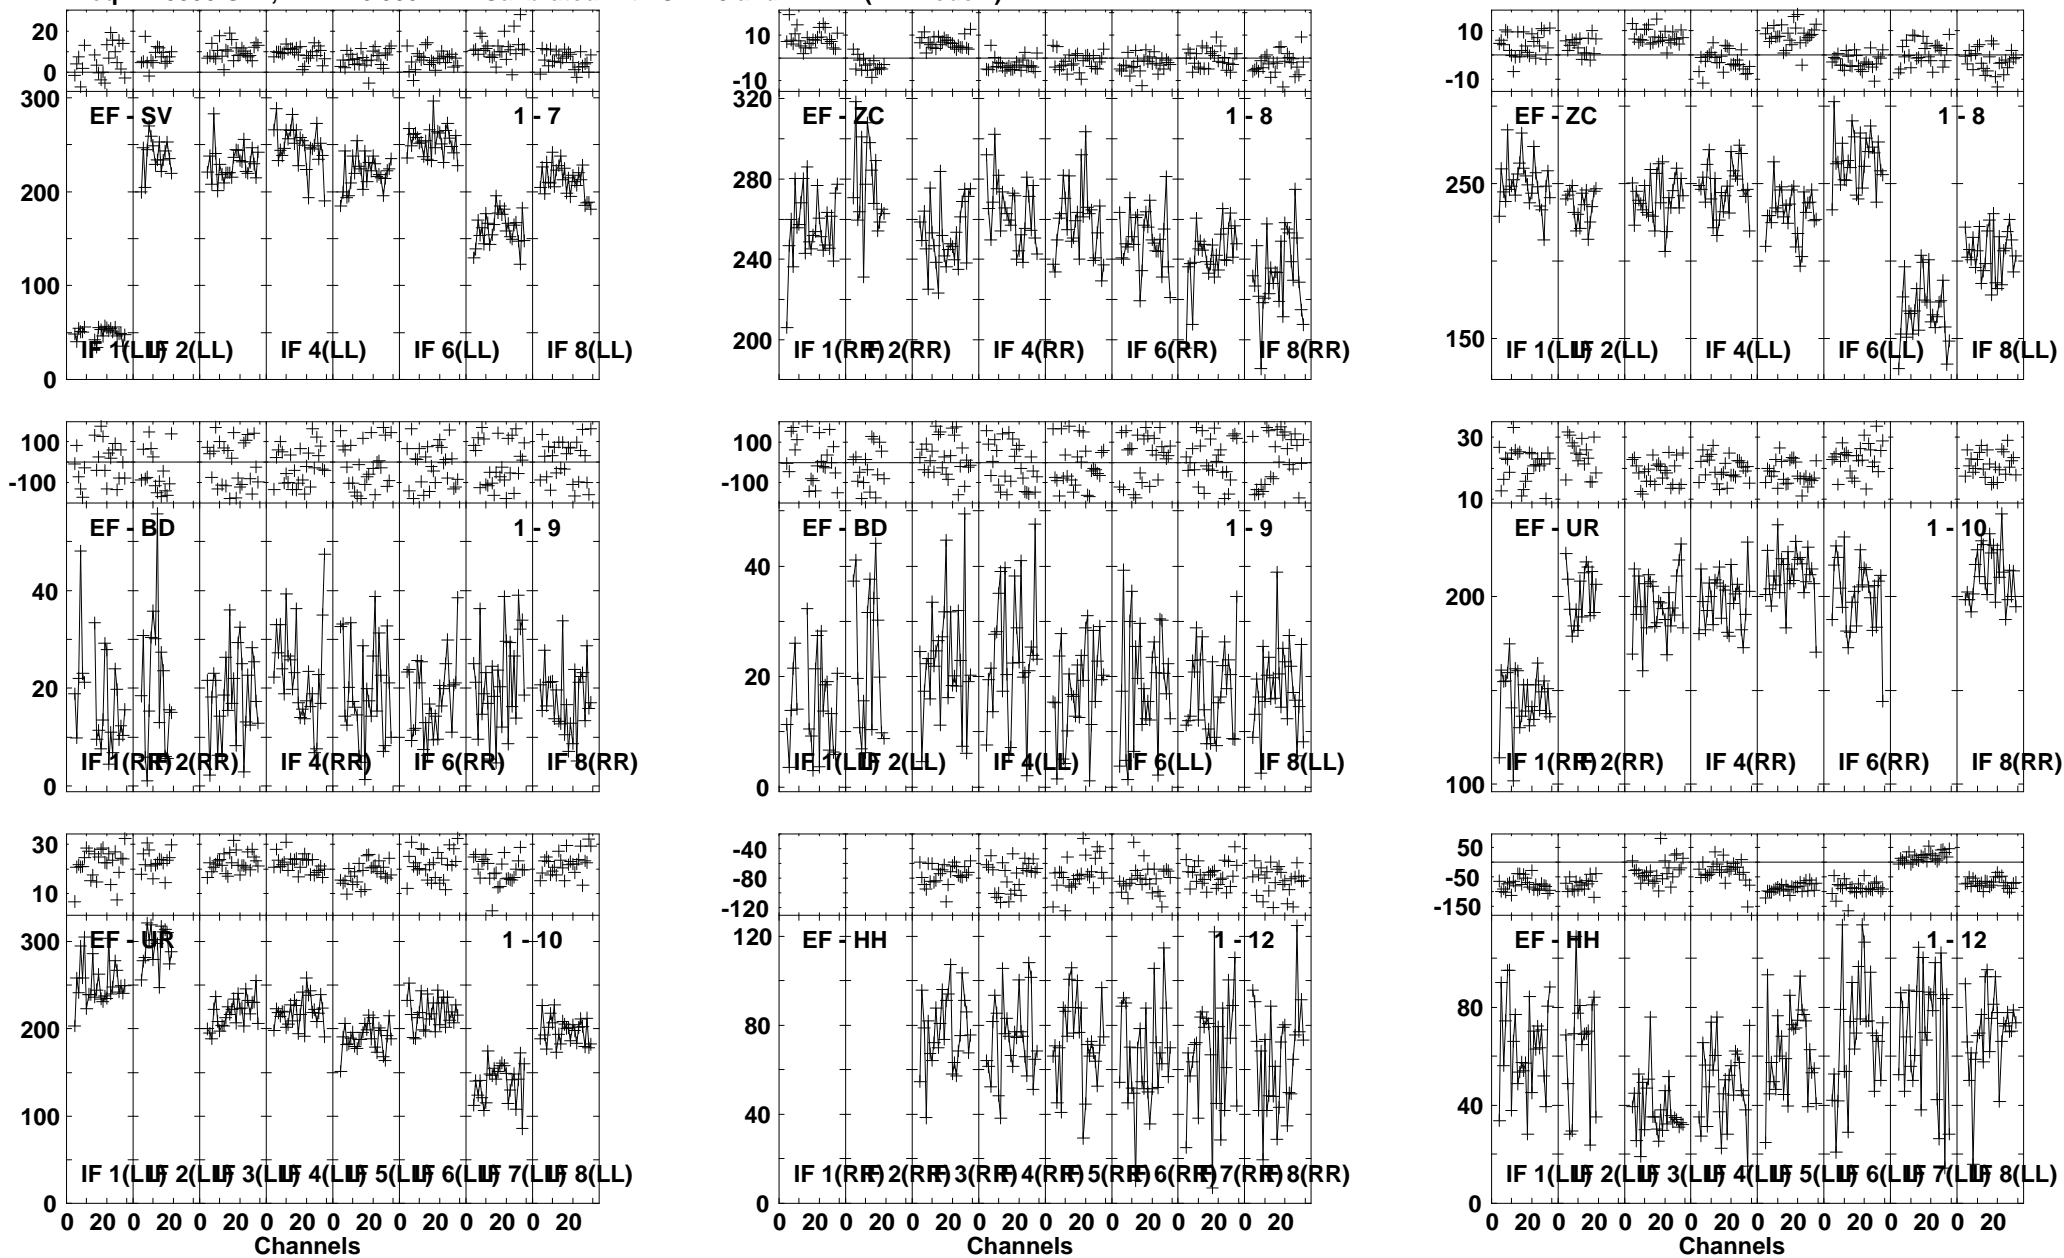 20
0
10
-10
10
-10
300
200
100
0
EF - SV
1 - 7
IF 1(LL) IF 2(LL) IF 4(LL) IF 6(LL) IF 8(LL)
320
280
240
200
EF - ZC
1 - 8
IF 1(RR) IF 2(RR) IF 4(RR) IF 6(RR) IF 8(RR)
250
150
EF - ZC
1 - 8
IF 1(LL) IF 2(LL) IF 4(LL) IF 6(LL) IF 8(LL)
100
-100
100
-100
30
10
40
20
0
EF - BD
1 - 9
IF 1(RR) IF 2(RR) IF 4(RR) IF 6(RR) IF 8(RR)
40
20
0
EF - BD
1 - 9
IF 1(LL) IF 2(LL) IF 4(LL) IF 6(LL) IF 8(LL)
200
100
EF - UR
1 - 10
IF 1(RR) IF 2(RR) IF 4(RR) IF 6(RR) IF 8(RR)
30
10
-40
-80
-120
50
-50
-150
300
200
100
0
EF - UR
1 - 10
IF 1(LL) IF 2(LL) IF 3(LL) IF 4(LL) IF 5(LL) IF 6(LL) IF 7(LL) IF 8(LL)
0 20 0 20 0 20 0 20 0 20 0 20 0 20 0 20
Channels
120
80
40
0
EF - HH
1 - 12
IF 1(RR) IF 2(RR) IF 3(RR) IF 4(RR) IF 5(RR) IF 6(RR) IF 7(RR) IF 8(RR)
0 20 0 20 0 20 0 20 0 20 0 20 0 20 0 20
Channels
80
40
0
EF - HH
1 - 12
IF 1(LL) IF 2(LL) IF 3(LL) IF 4(LL) IF 5(LL) IF 6(LL) IF 7(LL) IF 8(LL)
0 20 0 20 0 20 0 20 0 20 0 20 0 20 0 20
Channels